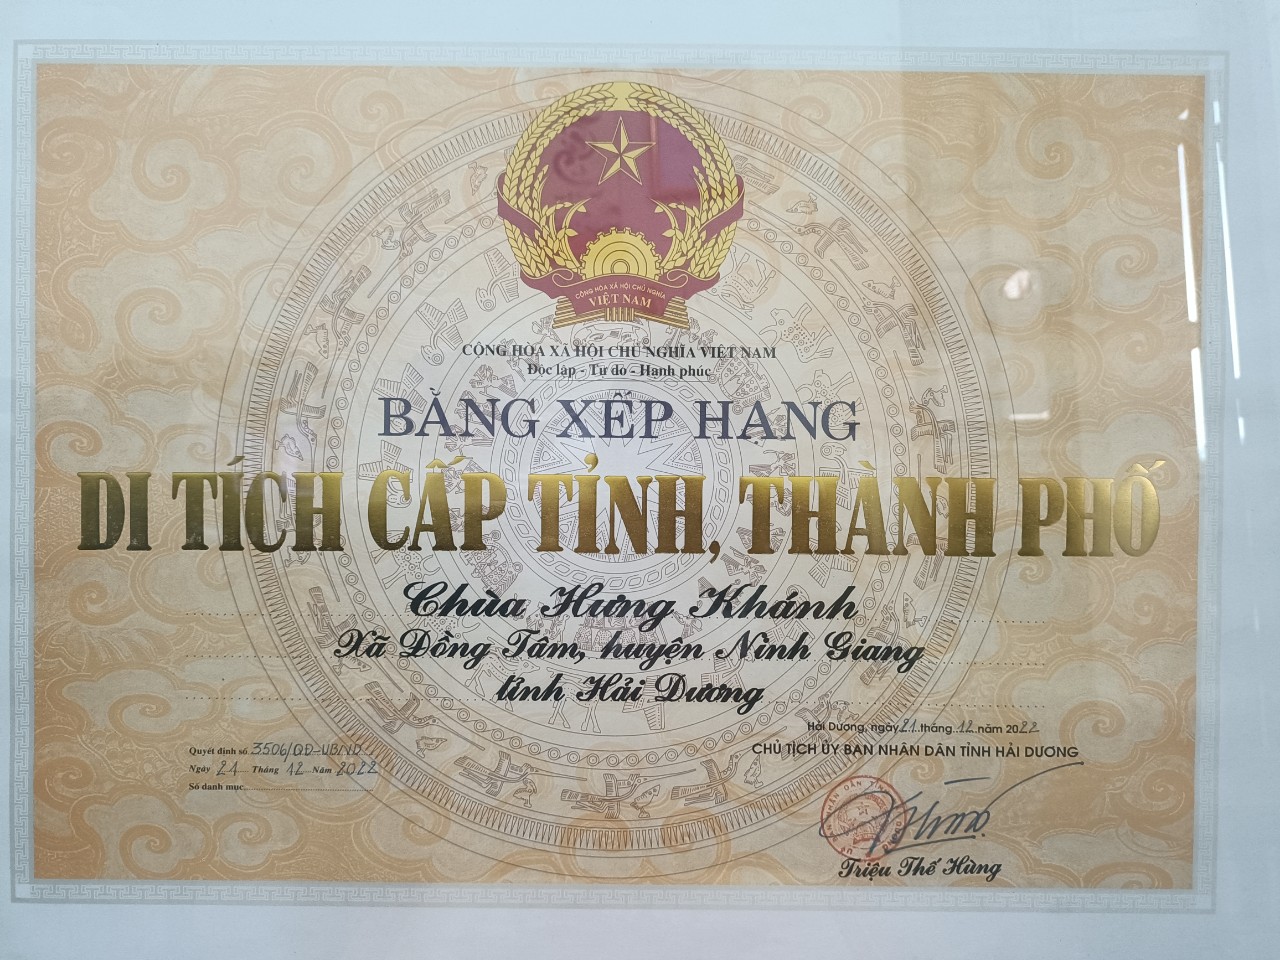 CỘNG HÒA XÃ HỘI CHỦ NGHĨA
VIỆT NAM
CỘNG HÒA XÃ HỘI CHỦ NGHĨA VIỆT NAM
Độc lập - Tự do - Hạnh phúc
BẰNG XẾP HẠNG
DI TÍCH CẤP TỈNH, THÀNH PHỐ
Chùa Hưng Khánh
Xã Đồng Tâm, huyện Ninh Giang
tỉnh Hải Dương
Hải Dương, ngày 21 tháng 12 năm 2022
CHỦ TỊCH ỦY BAN NHÂN DÂN TỈNH HẢI DƯƠNG
Quyết định số 3506/QĐ-UBND
Ngày 21 Tháng 12 Năm 2022
Số danh mục
Triệu Thế Hùng